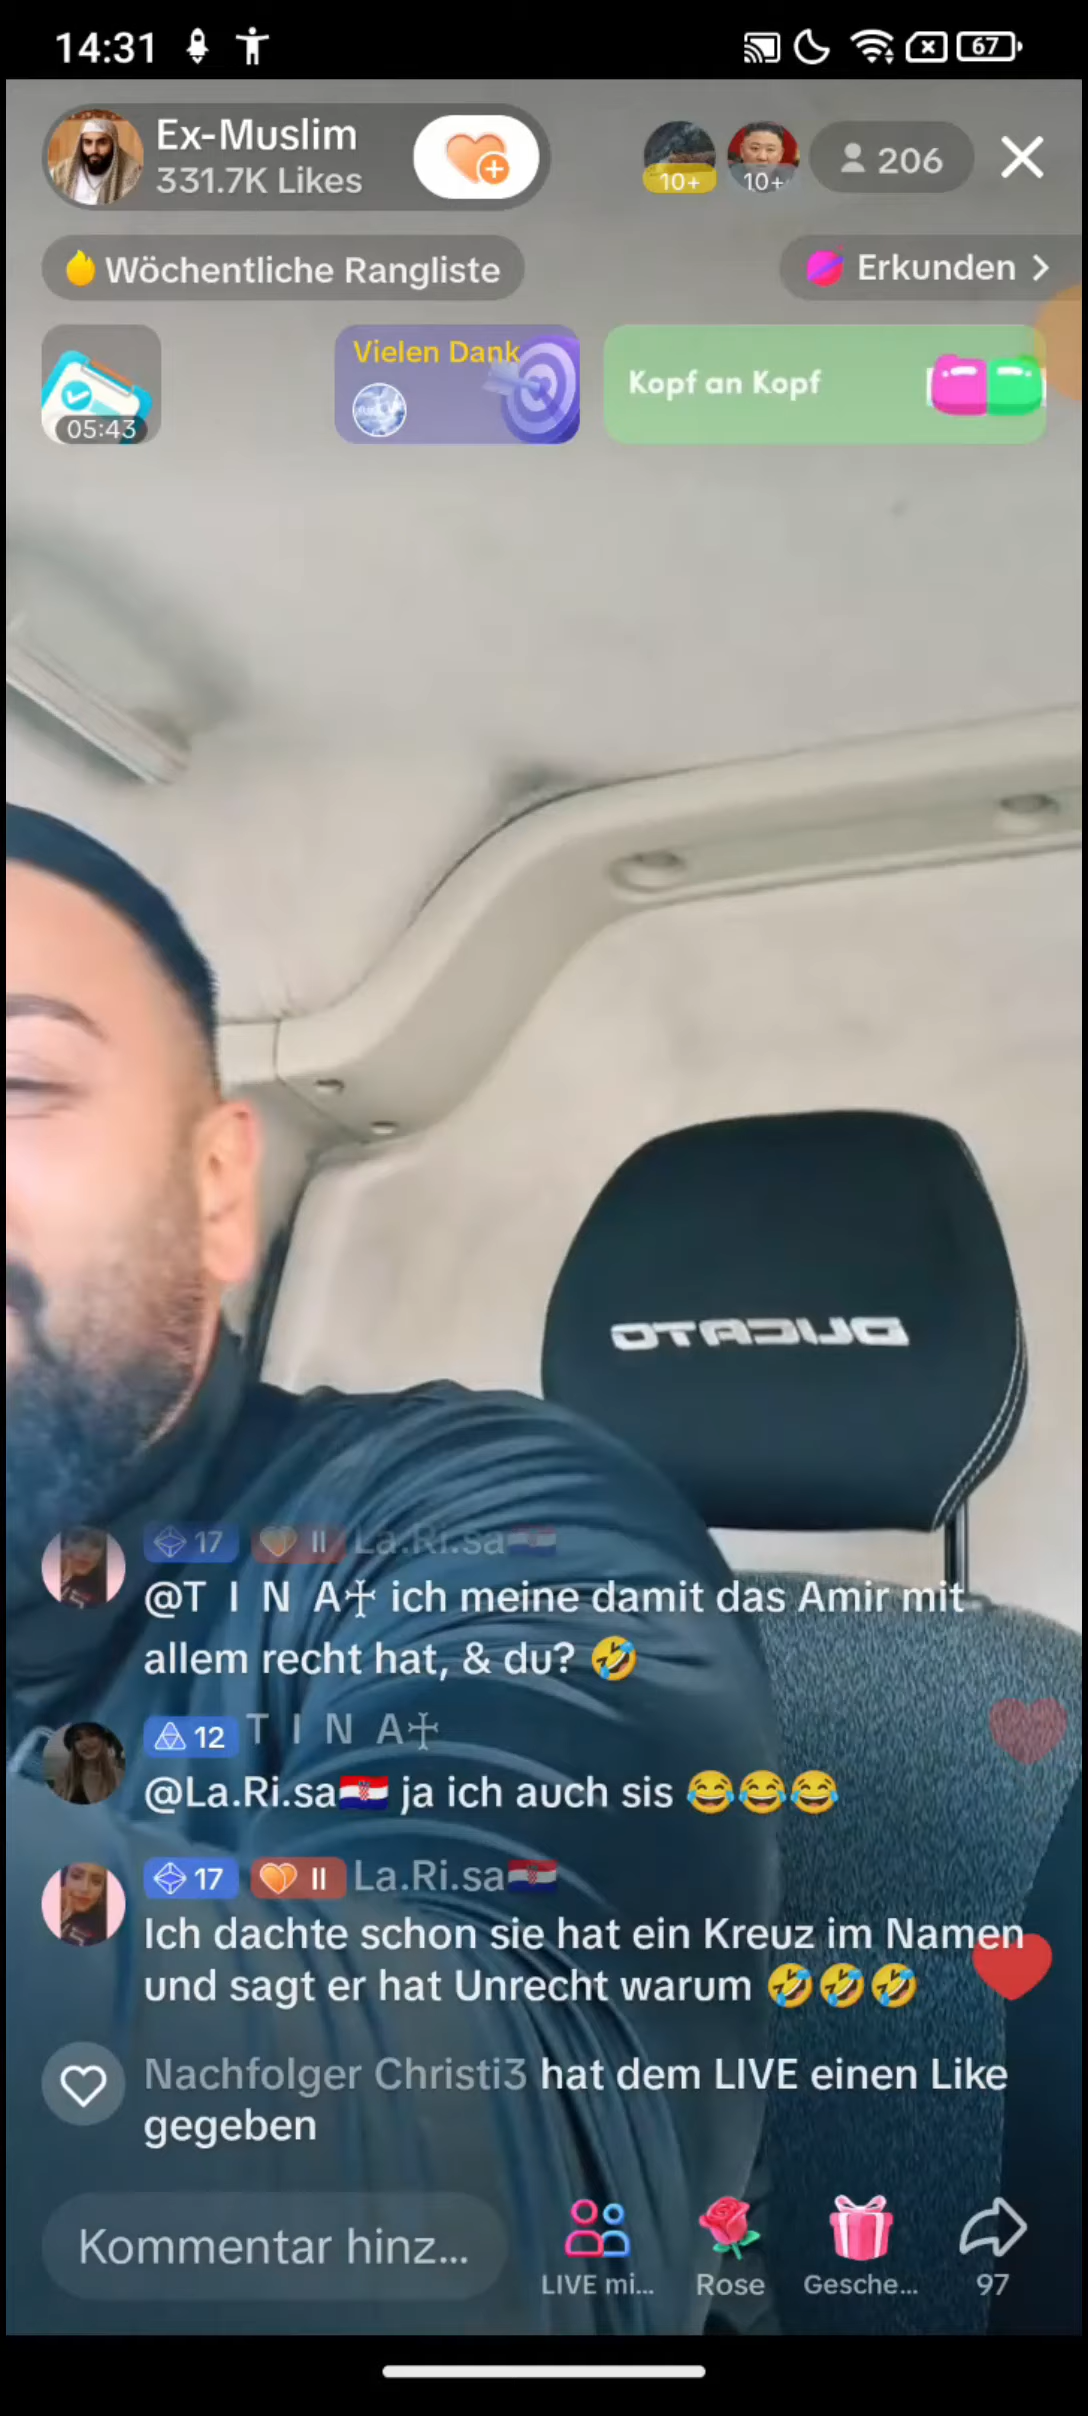 14:31
67
Ex-Muslim
331.7K Likes
10+
10+
206
Wöchentliche Rangliste
Erkunden >
05:43
Vielen Dank
Kopf an Kopf
DUCATO
17 II La.Ri.sa🇭🇷
@T I N A☥ ich meine damit das Amir mit
allem recht hat, & du? 🤣
12 T I N A☥
@La.Ri.sa🇭🇷 ja ich auch sis 😂😂😂
17 II La.Ri.sa🇭🇷
Ich dachte schon sie hat ein Kreuz im Namen
und sagt er hat Unrecht warum 🤣🤣🤣
Nachfolger Christi3 hat dem LIVE einen Like
gegeben
Kommentar hinz...
LIVE mi...
Rose
Gesche...
97